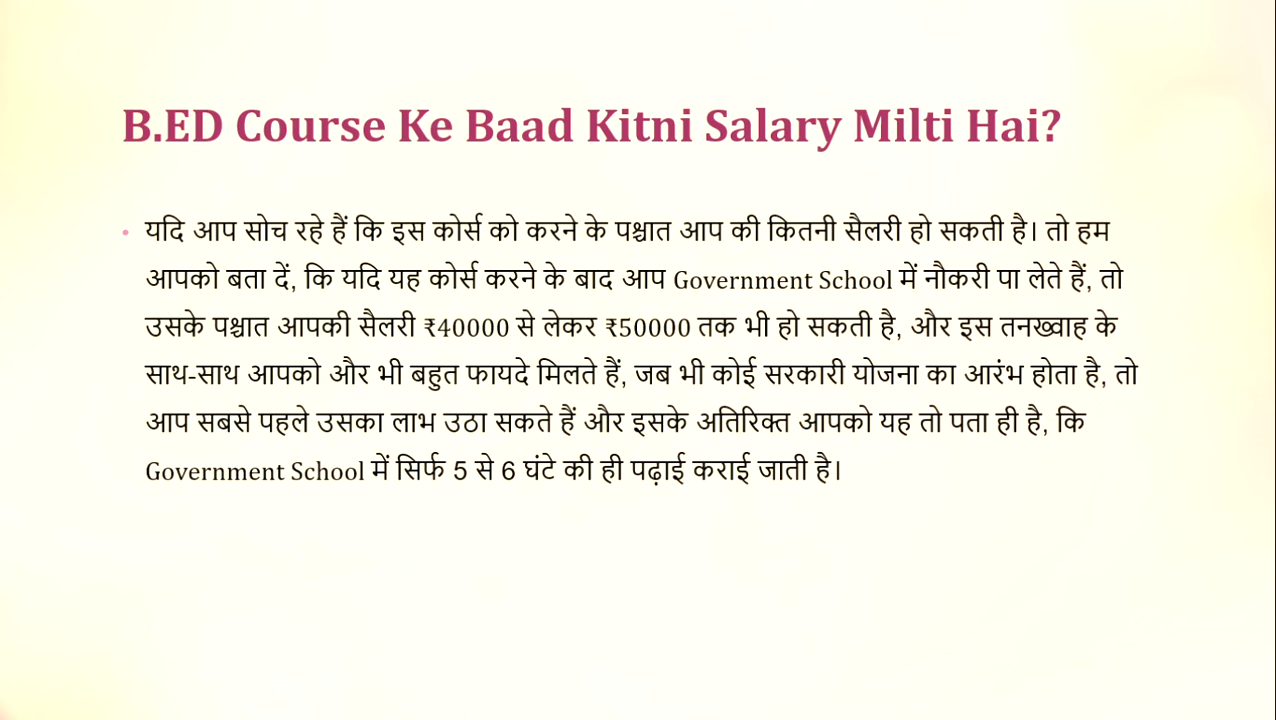 B.ED Course Ke Baad Kitni Salary Milti Hai?
• यदि आप सोच रहे हैं कि इस कोर्स को करने के पश्चात आप की कितनी सैलरी हो सकती है। तो हम
आपको बता दें, कि यदि यह कोर्स करने के बाद आप Government School में नौकरी पा लेते हैं, तो
उसके पश्चात आपकी सैलरी ₹40000 से लेकर ₹50000 तक भी हो सकती है, और इस तनख्वाह के
साथ-साथ आपको और भी बहुत फायदे मिलते हैं, जब भी कोई सरकारी योजना का आरंभ होता है, तो
आप सबसे पहले उसका लाभ उठा सकते हैं और इसके अतिरिक्त आपको यह तो पता ही है, कि
Government School में सिर्फ 5 से 6 घंटे की ही पढ़ाई कराई जाती है।